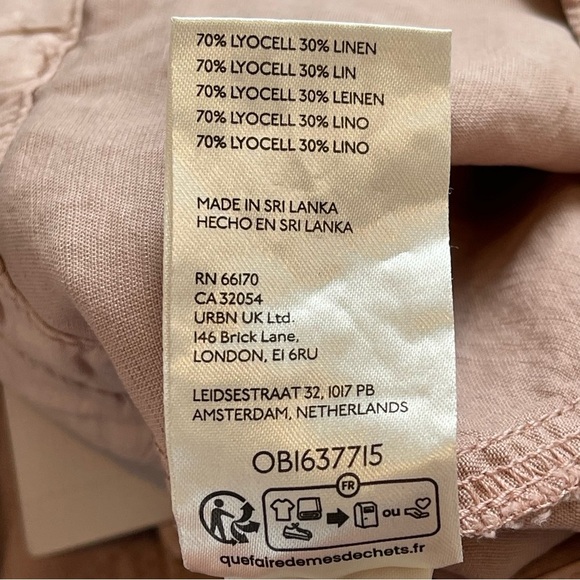 70% LYOCELL 30% LINEN
70% LYOCELL 30% LIN
70% LYOCELL 30% LEINEN
70% LYOCELL 30% LINO
70% LYOCELL 30% LINO
MADE IN SRI LANKA
HECHO EN SRI LANKA
RN 66170
CA 32054
URBN UK Ltd.
146 Brick Lane,
LONDON, E1 6RU
LEIDSESTRAAT 32, 1017 PB
AMSTERDAM, NETHERLANDS
OB1637715
FR
ou
quefairedemesdechets.fr